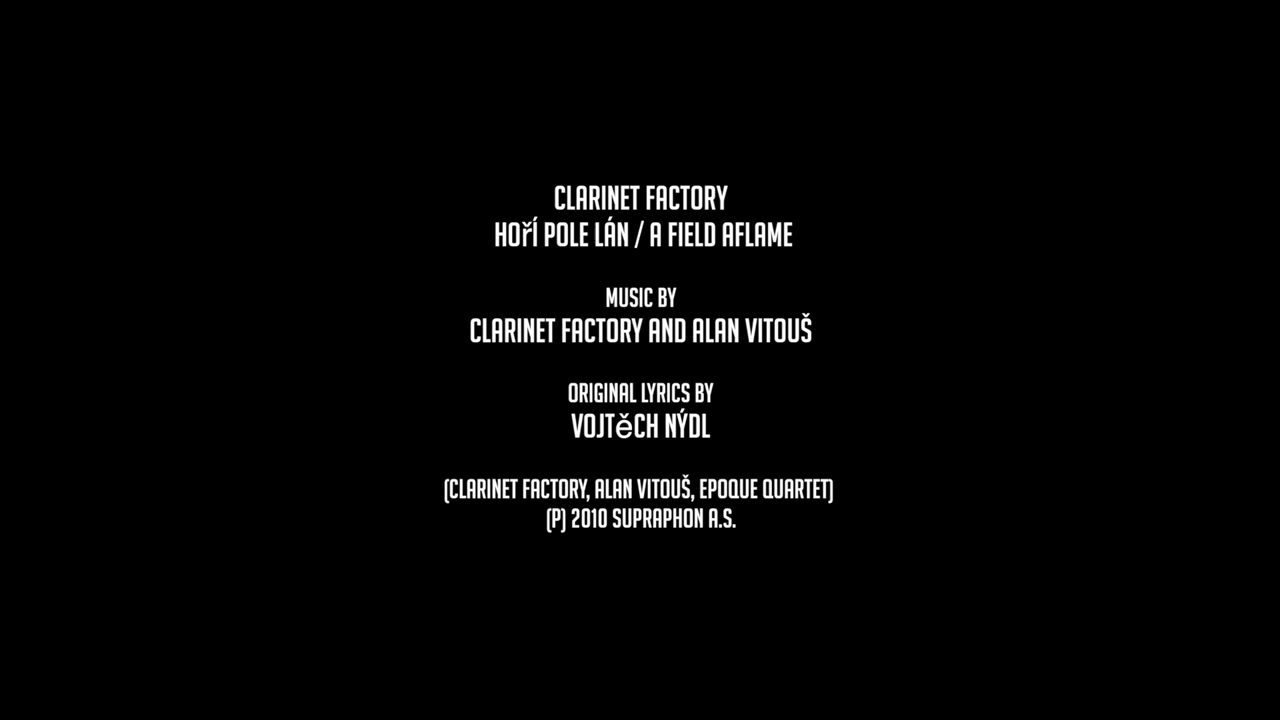 CLARINET FACTORY
HOřÍ POLE LÁN / A FIELD AFLAME
MUSIC BY
CLARINET FACTORY AND ALAN VITOUŠ
ORIGINAL LYRICS BY
VOJTěCH NÝDL
(CLARINET FACTORY, ALAN VITOUŠ, EPOQUE QUARTET)
(P) 2010 SUPRAPHON A.S.